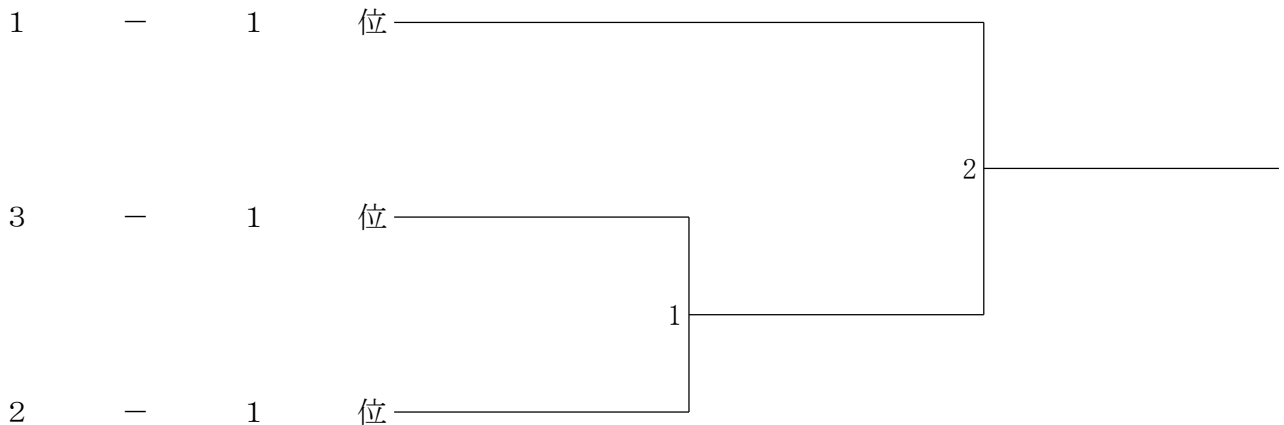 １ － １ 位
2
３ － １ 位
1
２ － １ 位